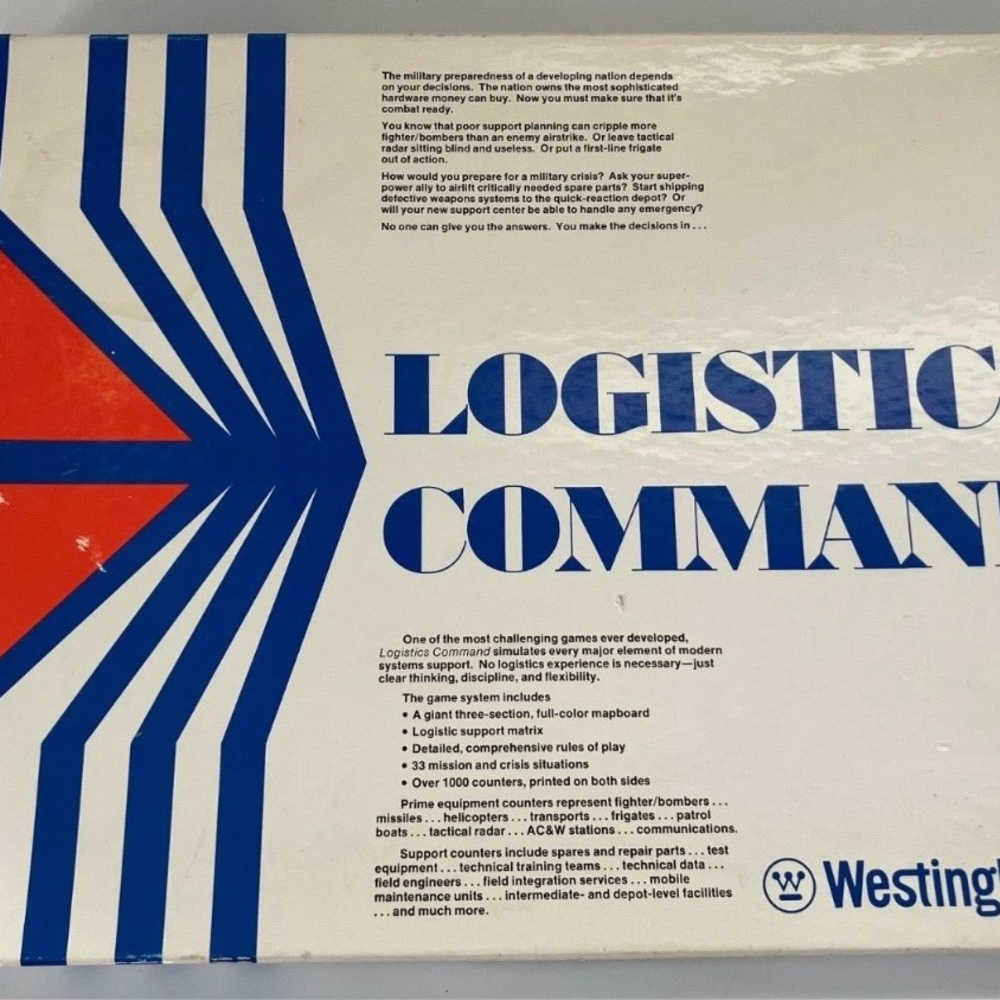 The military preparedness of a developing nation depends
on your decisions. The nation owns the most sophisticated
hardware money can buy. Now you must make sure that it's
combat ready.
You know that poor support planning can cripple more
fighter/bombers than an enemy airstrike. Or leave tactical
radar sitting blind and useless. Or put a first-line frigate
out of action.
How would you prepare for a military crisis? Ask your super-
power ally to airlift critically needed spare parts? Start shipping
defective weapons systems to the quick-reaction depot? Or
will your new support center be able to handle any emergency?
No one can give you the answers. You make the decisions in . . .
LOGISTIC
COMMAN
One of the most challenging games ever developed,
Logistics Command simulates every major element of modern
systems support. No logistics experience is necessary—just
clear thinking, discipline, and flexibility.
The game system includes
• A giant three-section, full-color mapboard
• Logistic support matrix
• Detailed, comprehensive rules of play
• 33 mission and crisis situations
• Over 1000 counters, printed on both sides
Prime equipment counters represent fighter/bombers . . .
missiles . . . helicopters . . . transports . . . frigates . . . patrol
boats . . . tactical radar . . . AC&W stations . . . communications.
Support counters include spares and repair parts . . . test
equipment . . . technical training teams . . . technical data . . .
field engineers . . . field integration services . . . mobile
maintenance units . . . intermediate- and depot-level facilities
. . . and much more.
W Westing